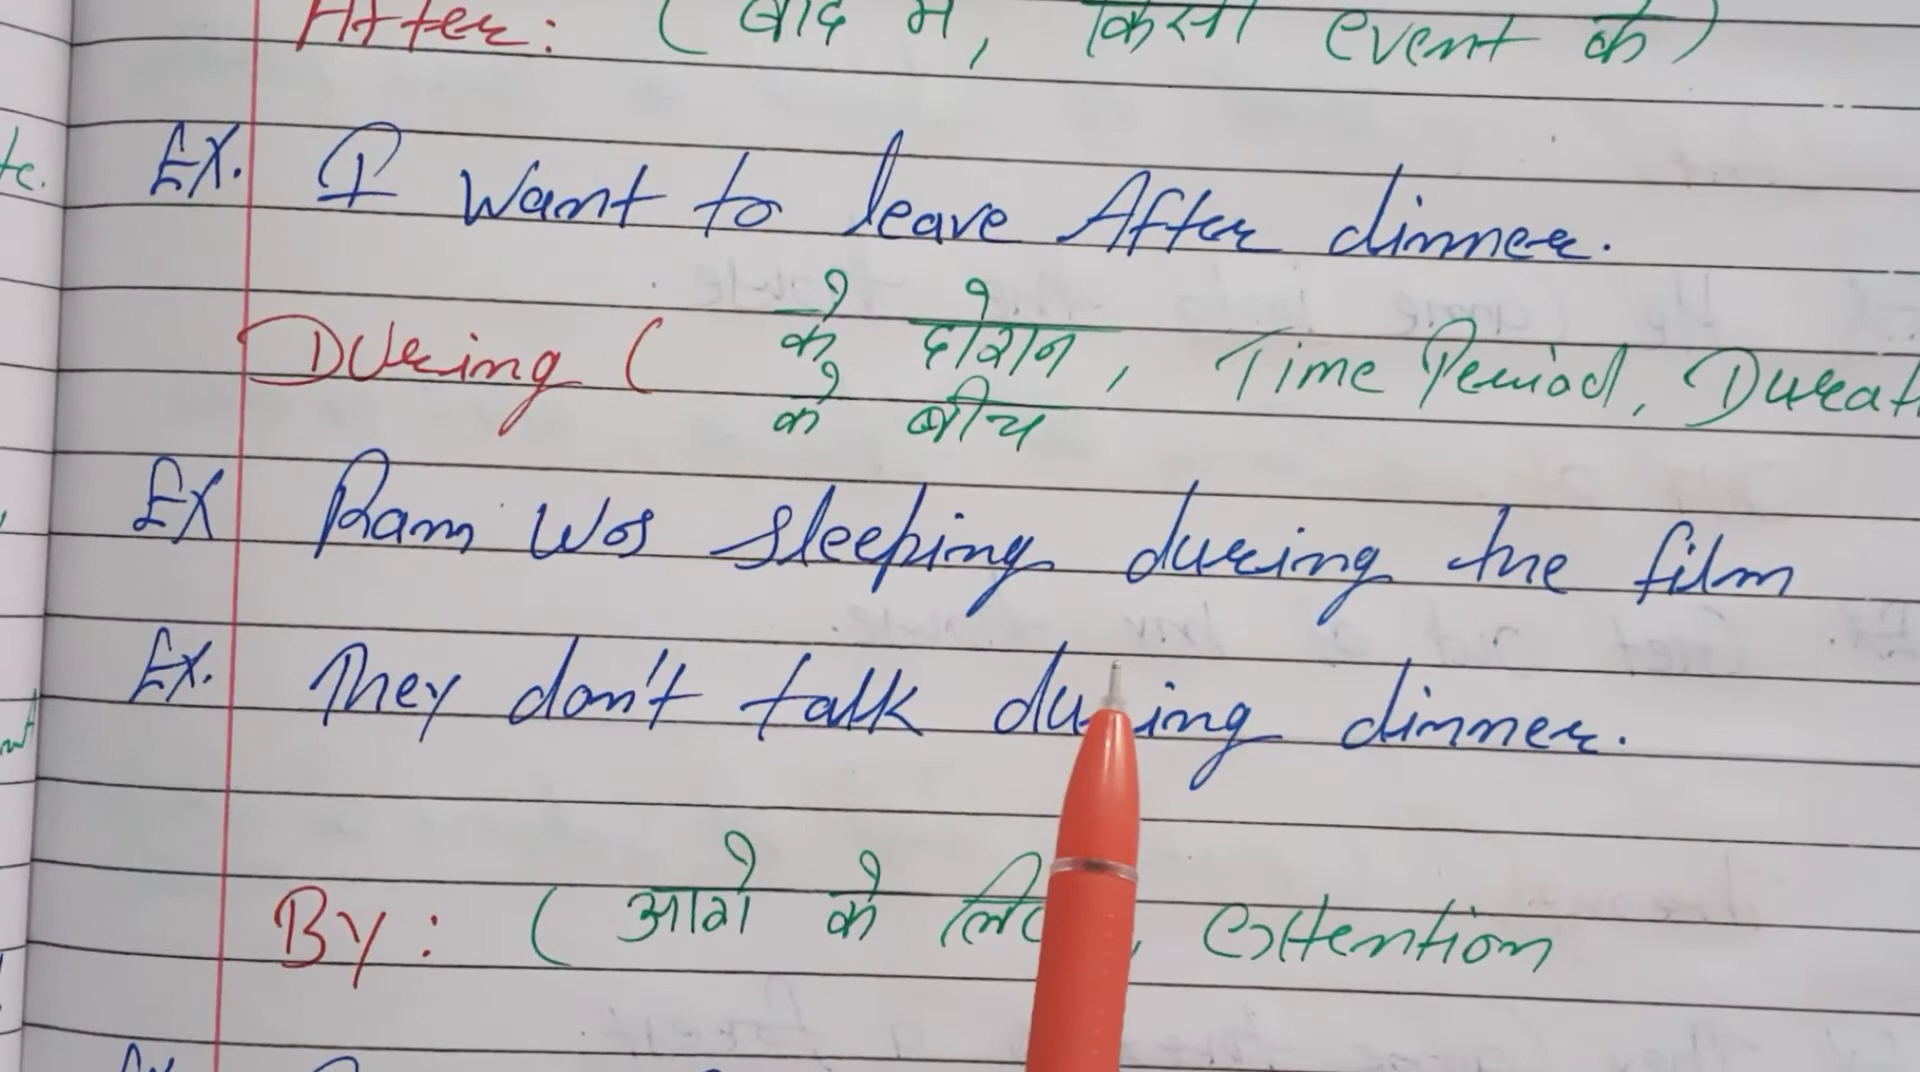 After: ( बाद में, किसी event के)
Ex. I want to leave After dinner.
During ( के दौरान, Time Period, Durat
के बीच
Ex Ram Was sleeping during the film
Ex. They don't talk during dinner.
By: ( आगे के extention